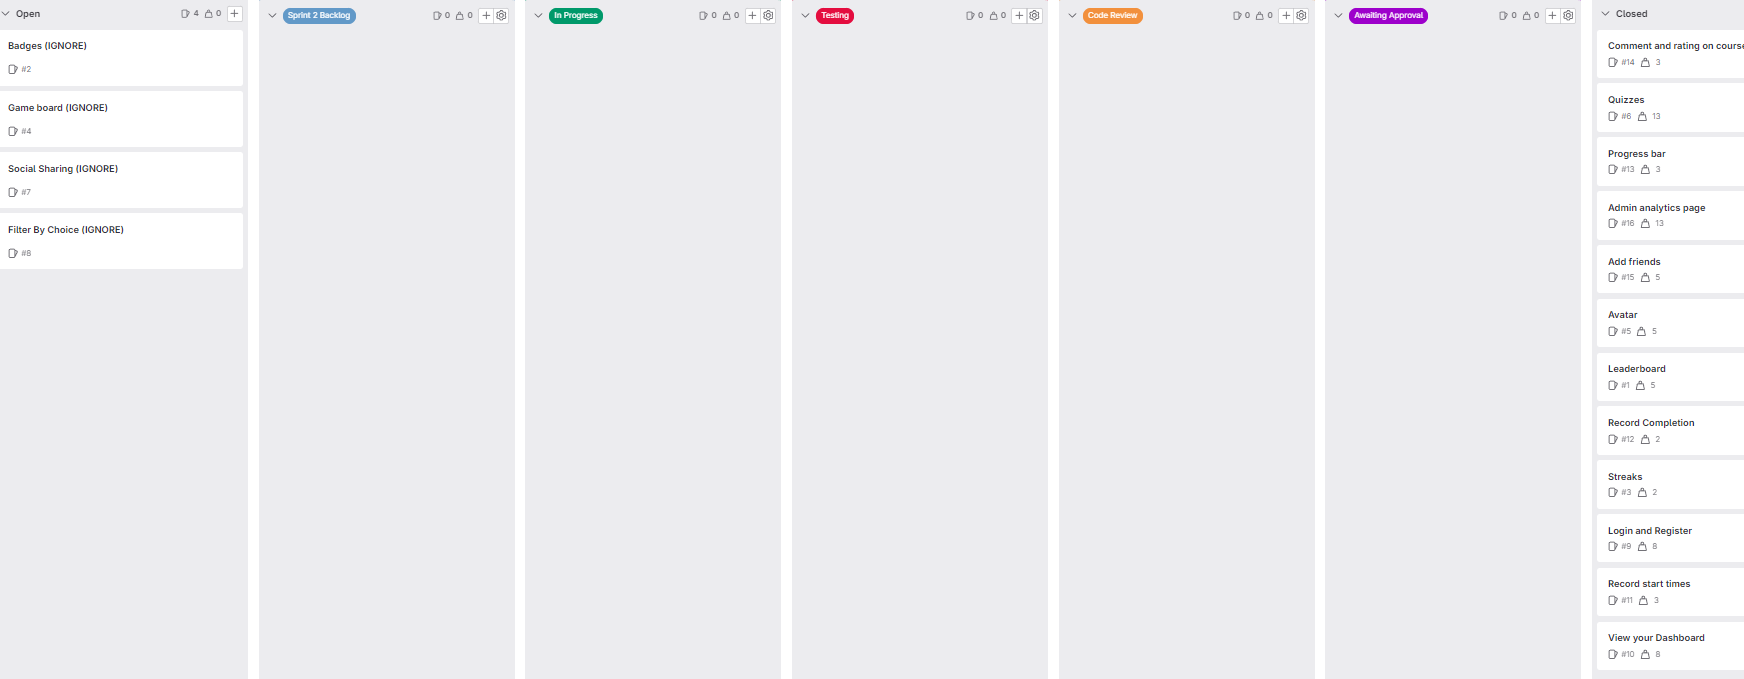 Open 4 0
Badges (IGNORE)
#2
Game board (IGNORE)
#4
Social Sharing (IGNORE)
#7
Filter By Choice (IGNORE)
#8
Sprint 2 Backlog 0 0
In Progress 0 0
Testing 0 0
Code Review 0 0
Awaiting Approval 0 0
Closed
Comment and rating on course
#14 3
Quizzes
#6 13
Progress bar
#13 3
Admin analytics page
#16 13
Add friends
#15 5
Avatar
#5 5
Leaderboard
#1 5
Record Completion
#12 2
Streaks
#3 2
Login and Register
#9 8
Record start times
#11 3
View your Dashboard
#10 8